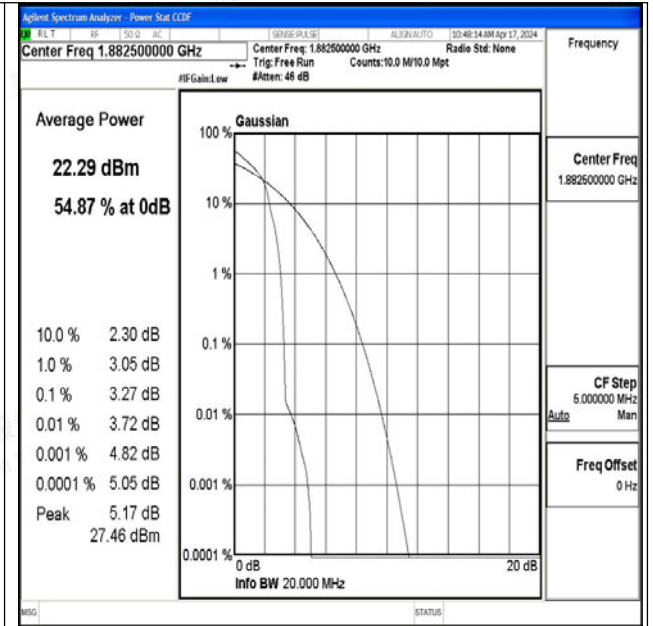 Agilent Spectrum Analyzer - Power Stat CCDF
RL T RF 50 Ω AC SENSE:PULSE ALIGN AUTO 10:48:14 AM Apr 17, 2024
Center Freq 1.882500000 GHz
Center Freq: 1.882500000 GHz Radio Std: None
Trig: Free Run Counts:10.0 M/10.0 Mpt
#IFGain:Low #Atten: 46 dB
Frequency
Average Power
22.29 dBm
54.87 % at 0dB
10.0 % 2.30 dB
1.0 % 3.05 dB
0.1 % 3.27 dB
0.01 % 3.72 dB
0.001 % 4.82 dB
0.0001 % 5.05 dB
Peak 5.17 dB
27.46 dBm
Gaussian
100 %
10 %
1 %
0.1 %
0.01 %
0.001 %
0.0001 %
0 dB 20 dB
Info BW 20.000 MHz
Center Freq
1.882500000 GHz
CF Step
5.000000 MHz
Auto Man
Freq Offset
0 Hz
MSG STATUS